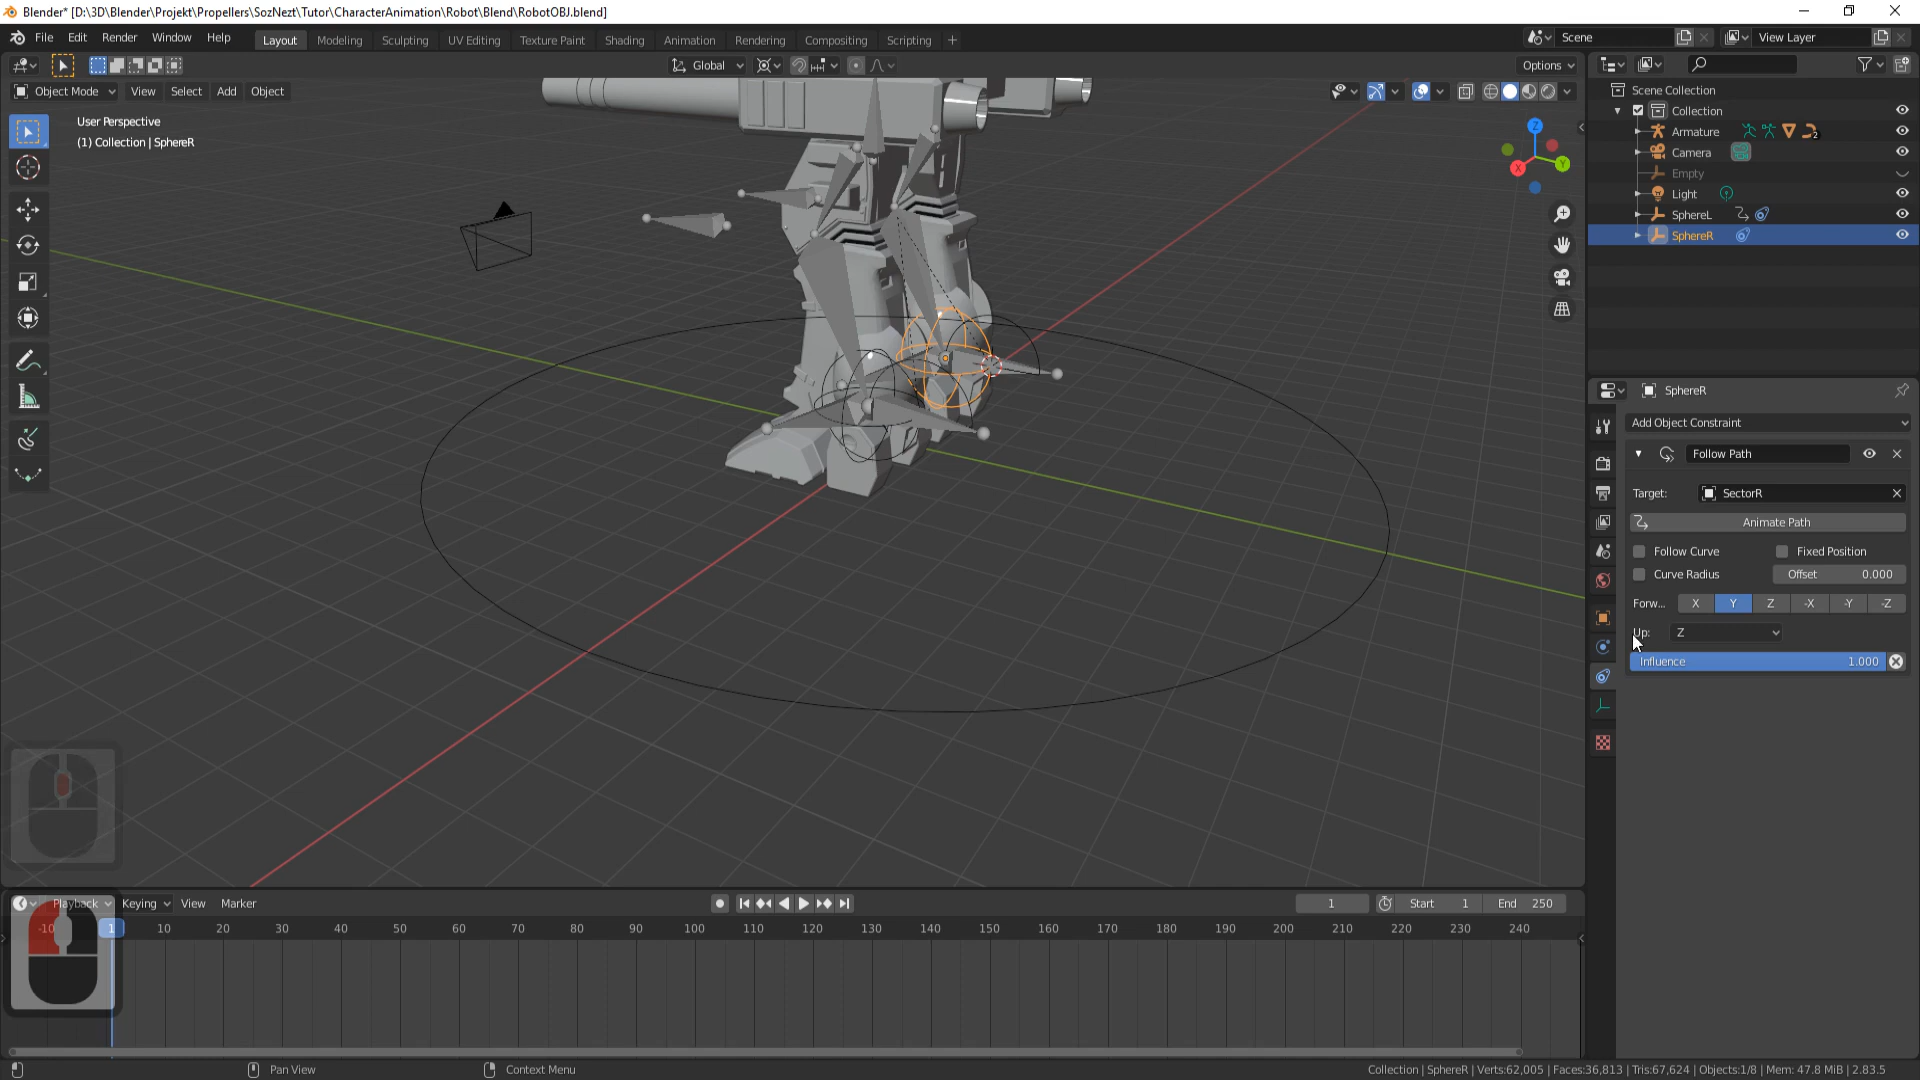 Blender* [D:\3D\Blender\Projekt\Propellers\SozNezt\Tutor\CharacterAnimation\Robot\Blend\RobotOBJ.blend]
File Edit Render Window Help Layout Modeling Sculpting UV Editing Texture Paint Shading Animation Rendering Compositing Scripting + Scene View Layer
Global Options
Object Mode View Select Add Object
User Perspective
(1) Collection | SphereR
Z
X
Y
Scene Collection
Collection
Armature 2
Camera
Empty
Light
SphereL
SphereR
SphereR
Add Object Constraint
Follow Path
Target: SectorR
Animate Path
Follow Curve Fixed Position
Curve Radius Offset 0.000
Forw... X Y Z -X -Y -Z
Up: Z
Influence 1.000
Playback Keying View Marker 1 Start 1 End 250
-10 1 10 20 30 40 50 60 70 80 90 100 110 120 130 140 150 160 170 180 190 200 210 220 230 240
Pan View Context Menu Collection | SphereR | Verts:62,005 | Faces:36,813 | Tris:67,624 | Objects:1/8 | Mem: 47.8 MiB | 2.83.5